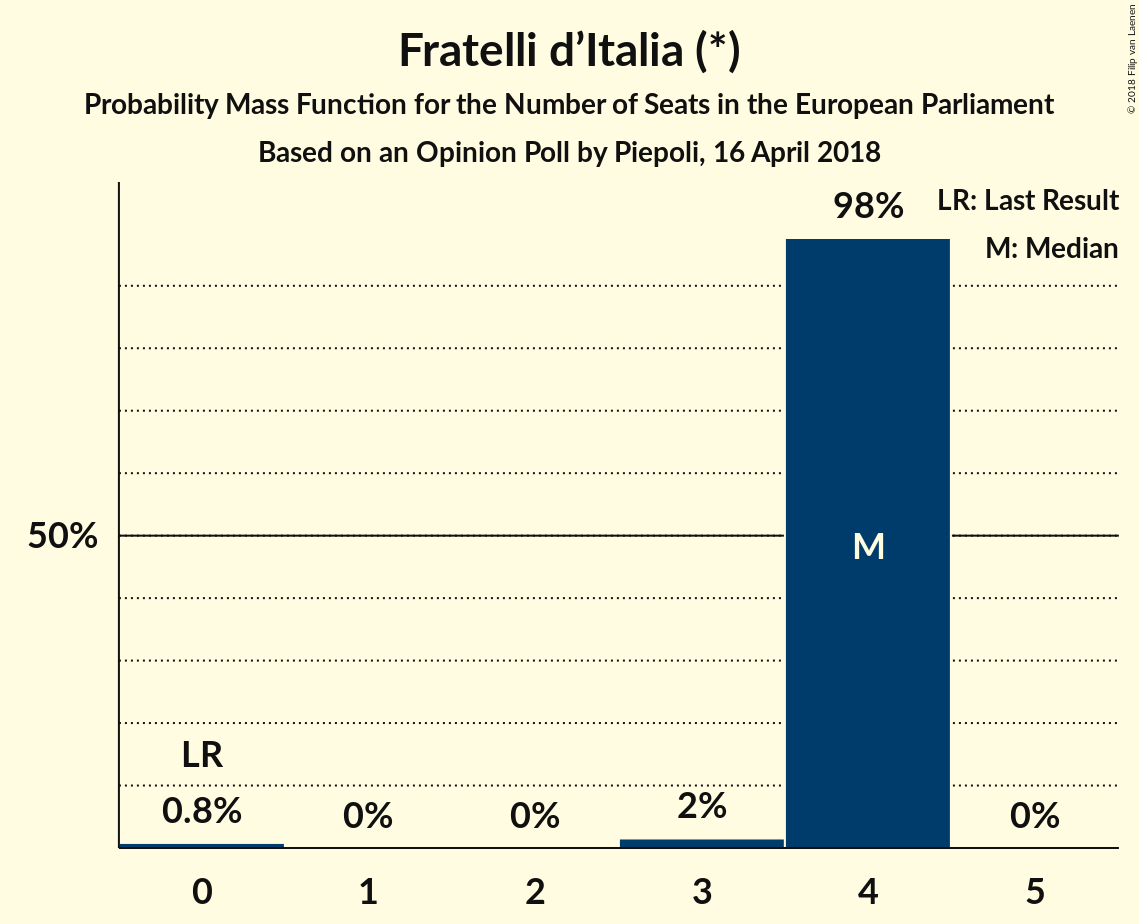 Fratelli d’Italia (*)
Probability Mass Function for the Number of Seats in the European Parliament
Based on an Opinion Poll by Piepoli, 16 April 2018
© 2018 Filip van Laenen
LR: Last Result
M: Median
98%
50%
M
LR
0.8%
0%
0%
2%
0%
0
1
2
3
4
5